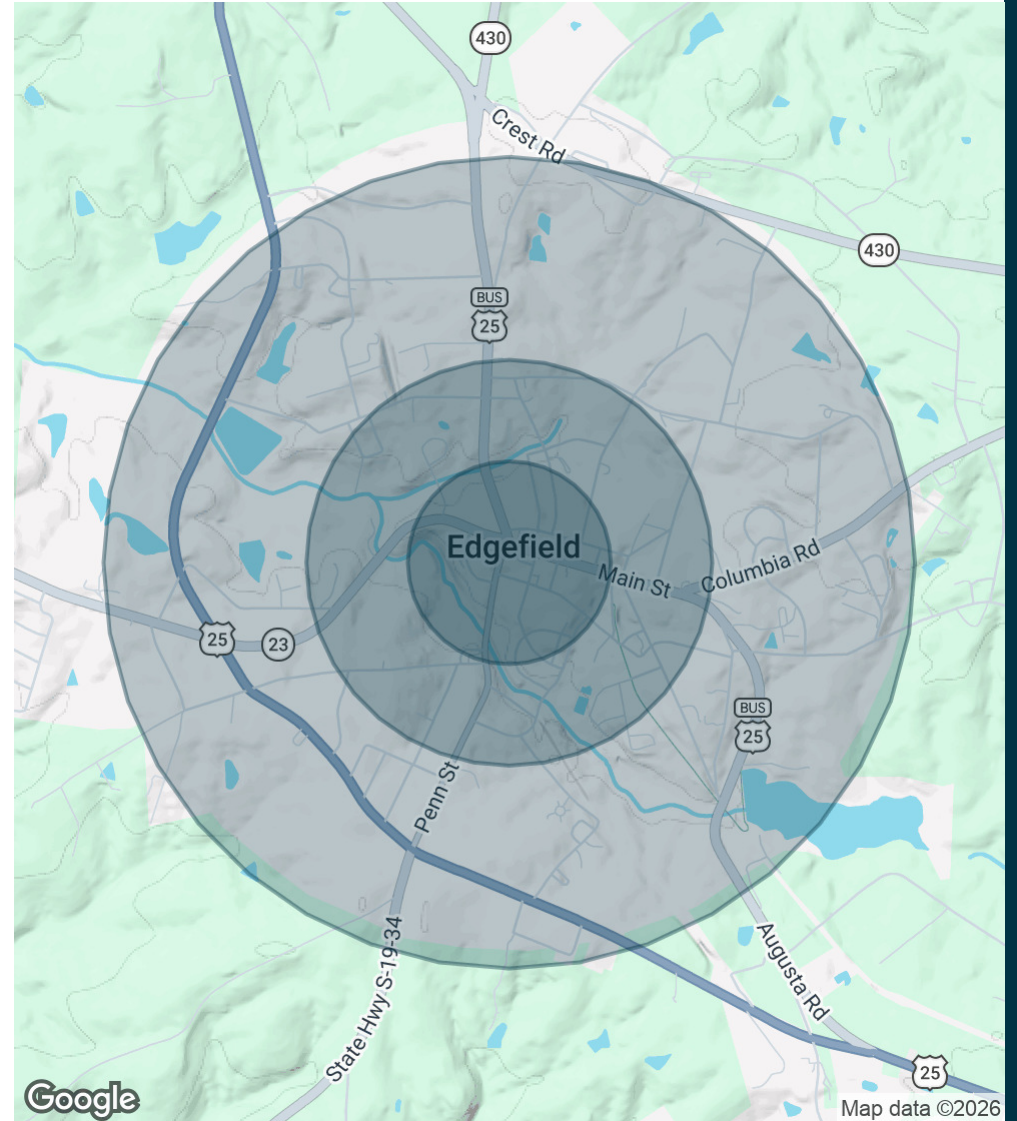 430
Crest Rd
430
BUS
25
Edgefield
Main St
Columbia Rd
25
23
BUS
25
Penn St
State Hwy S-19-34
Augusta Rd
25
Google
Map data ©2026